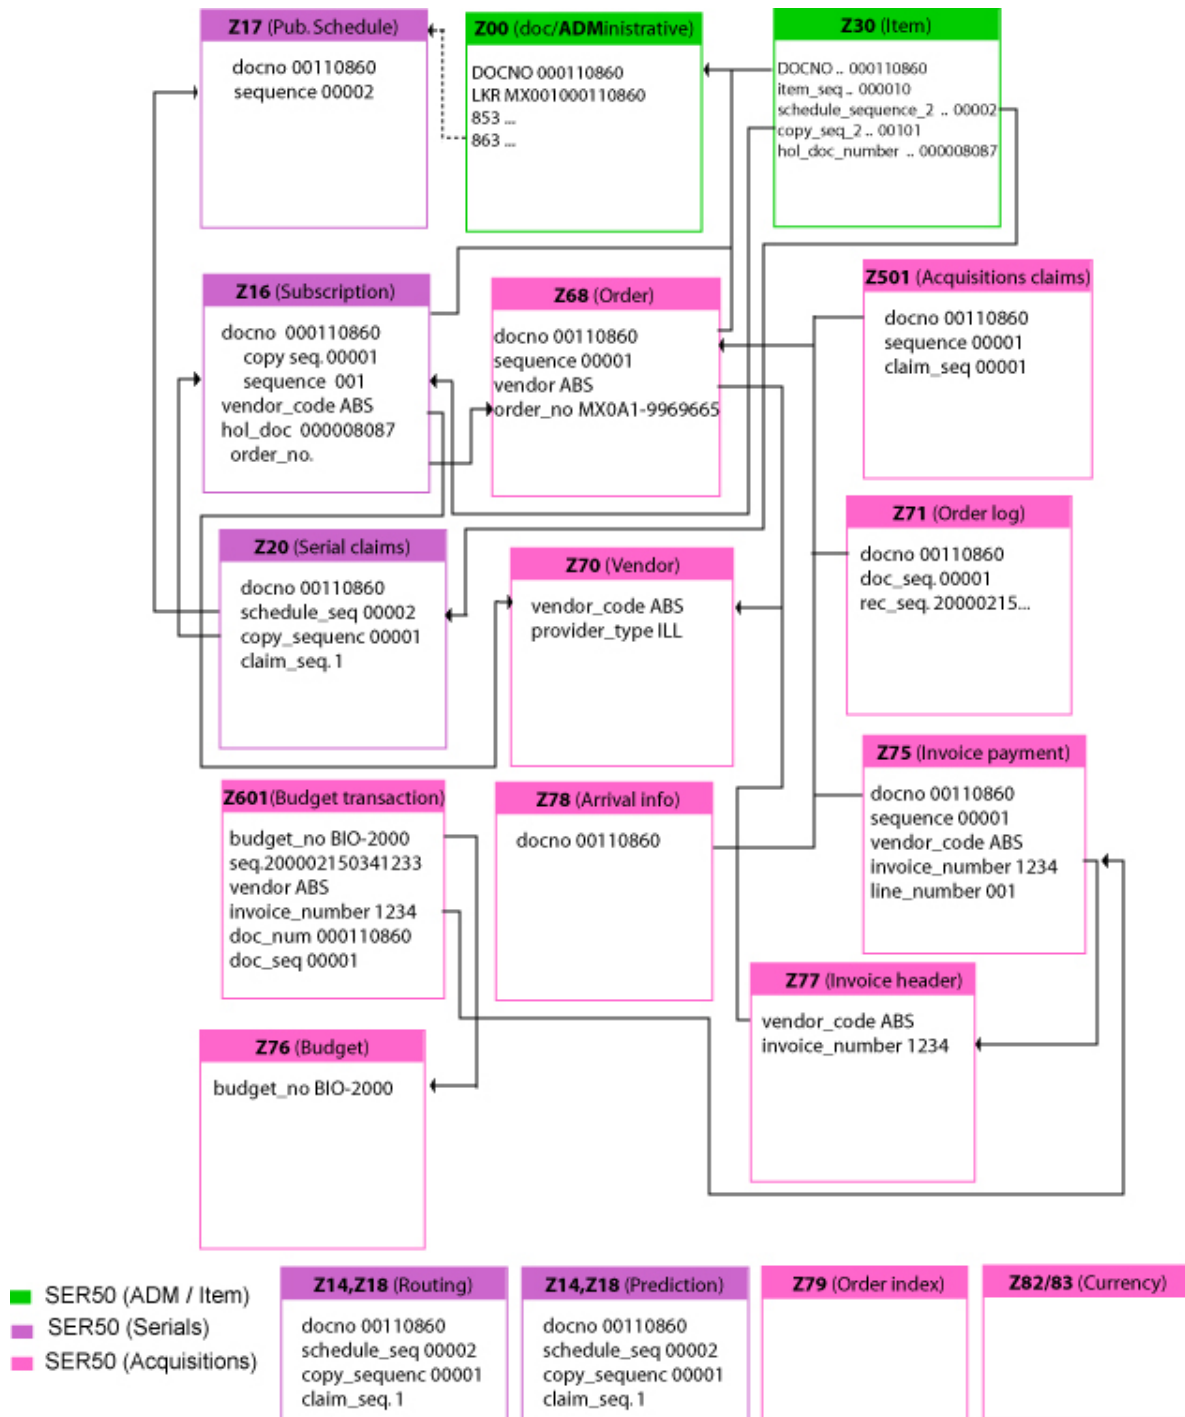 Z17 (Pub. Schedule)
docno 00110860
sequence 00002
Z00 (doc/ADMinistrative)
DOCNO 000110860
LKR MX001000110860
853 ...
863 ...
Z30 (Item)
DOCNO .. 000110860
item_seq .. 000010
schedule_sequence_2 .. 00002
copy_seq_2 .. 00101
hol_doc_number .. 000008087
Z16 (Subscription)
docno 000110860
copy seq. 00001
sequence 001
vendor_code ABS
hol_doc 000008087
order_no.
Z68 (Order)
docno 00110860
sequence 00001
vendor ABS
order_no MX0A1-9969665
Z501 (Acquisitions claims)
docno 00110860
sequence 00001
claim_seq 00001
Z20 (Serial claims)
docno 00110860
schedule_seq 00002
copy_sequenc 00001
claim_seq. 1
Z70 (Vendor)
vendor_code ABS
provider_type ILL
Z71 (Order log)
docno 00110860
doc_seq. 00001
rec_seq. 20000215...
Z601(Budget transaction)
budget_no BIO-2000
seq.200002150341233
vendor ABS
invoice_number 1234
doc_num 000110860
doc_seq 00001
Z78 (Arrival info)
docno 00110860
Z75 (Invoice payment)
docno 00110860
sequence 00001
vendor_code ABS
invoice_number 1234
line_number 001
Z77 (Invoice header)
vendor_code ABS
invoice_number 1234
Z76 (Budget)
budget_no BIO-2000
SER50 (ADM / Item)
SER50 (Serials)
SER50 (Acquisitions)
Z14,Z18 (Routing)
docno 00110860
schedule_seq 00002
copy_sequenc 00001
claim_seq. 1
Z14,Z18 (Prediction)
docno 00110860
schedule_seq 00002
copy_sequenc 00001
claim_seq. 1
Z79 (Order index)
Z82/83 (Currency)